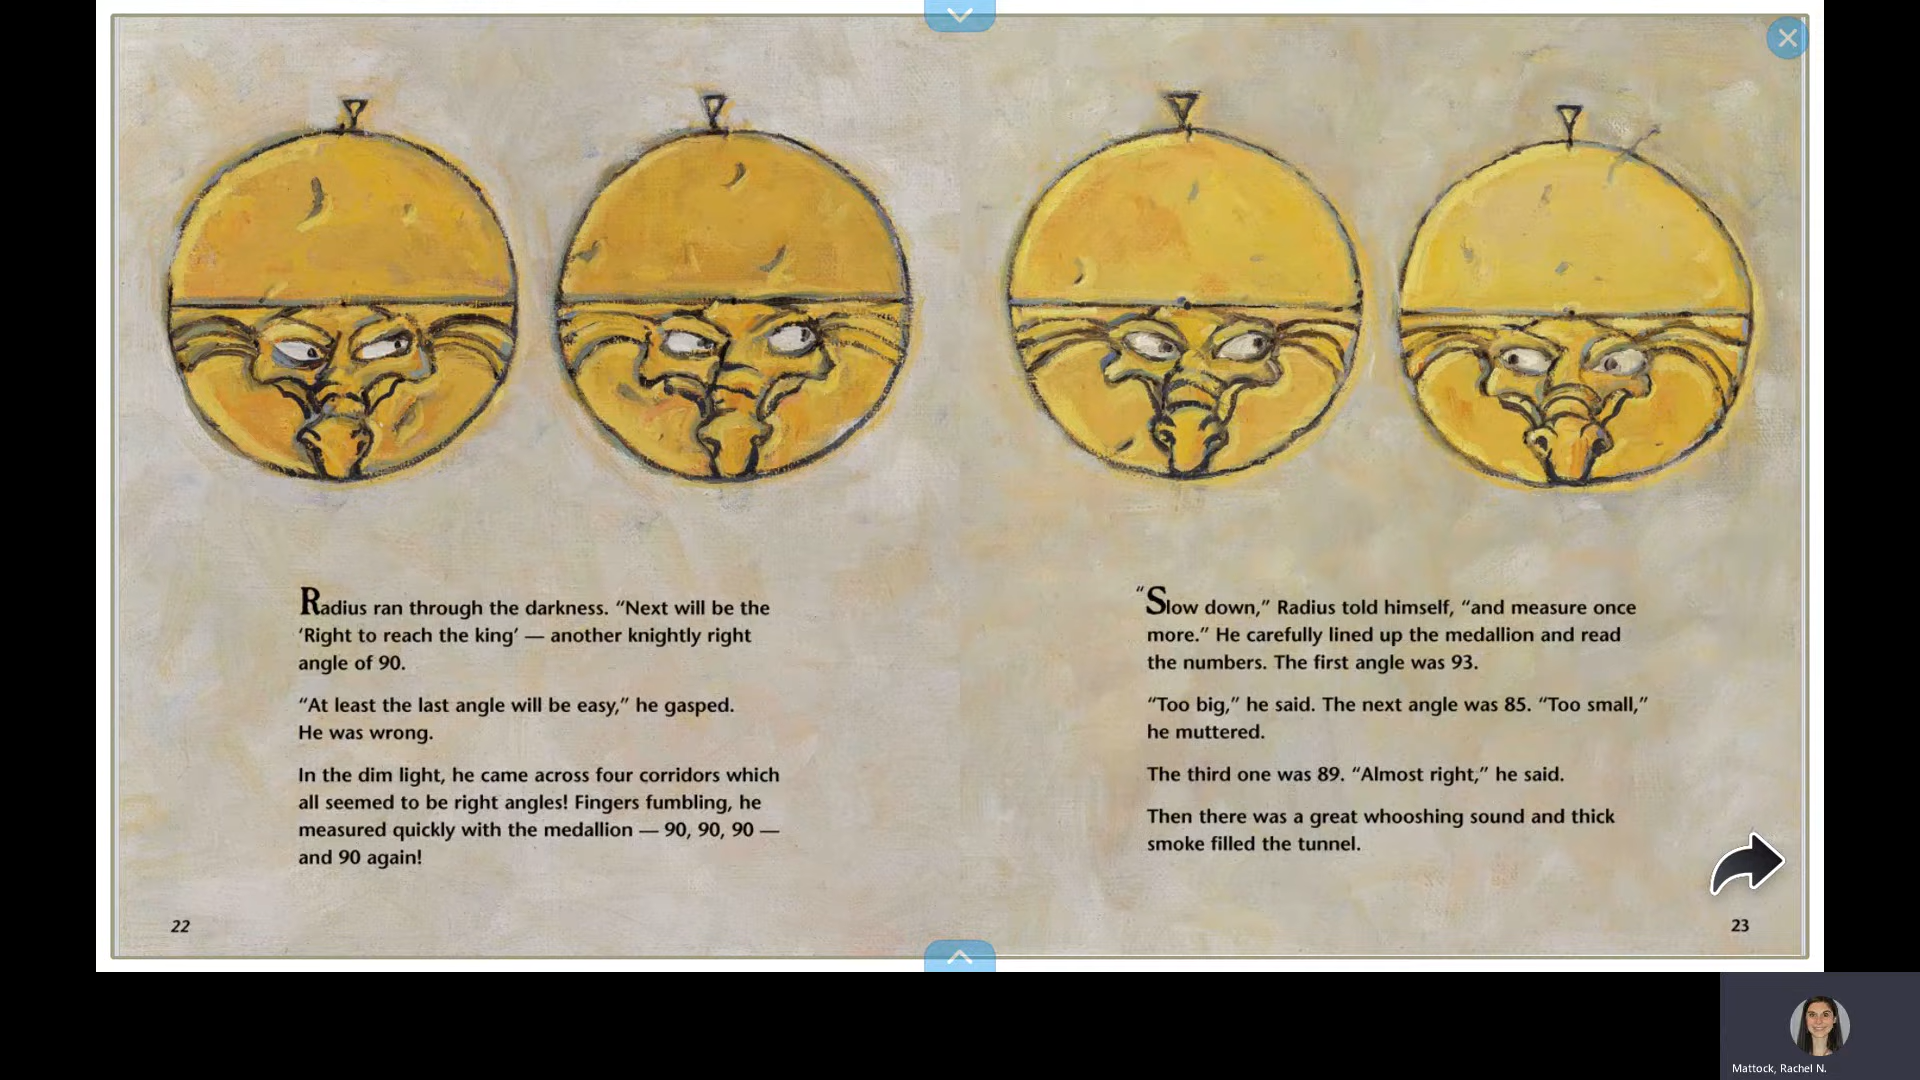 Radius ran through the darkness. “Next will be the
‘Right to reach the king’ — another knightly right
angle of 90.
“At least the last angle will be easy,” he gasped.
He was wrong.
In the dim light, he came across four corridors which
all seemed to be right angles! Fingers fumbling, he
measured quickly with the medallion — 90, 90, 90 —
and 90 again!
22
“Slow down,” Radius told himself, “and measure once
more.” He carefully lined up the medallion and read
the numbers. The first angle was 93.
“Too big,” he said. The next angle was 85. “Too small,”
he muttered.
The third one was 89. “Almost right,” he said.
Then there was a great whooshing sound and thick
smoke filled the tunnel.
23
Mattock, Rachel N.